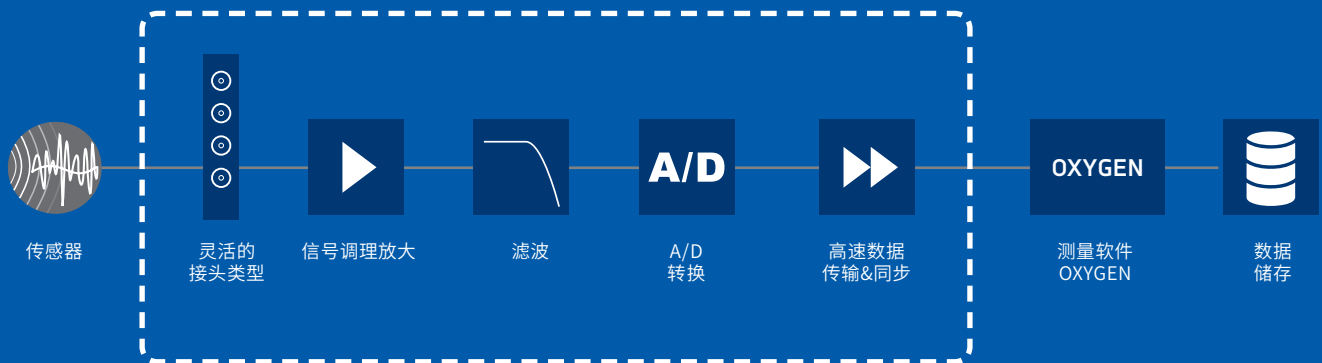 A/D
OXYGEN
传感器
灵活的
接头类型
信号调理放大
滤波
A/D
转换
高速数据
传输&同步
测量软件
OXYGEN
数据
储存